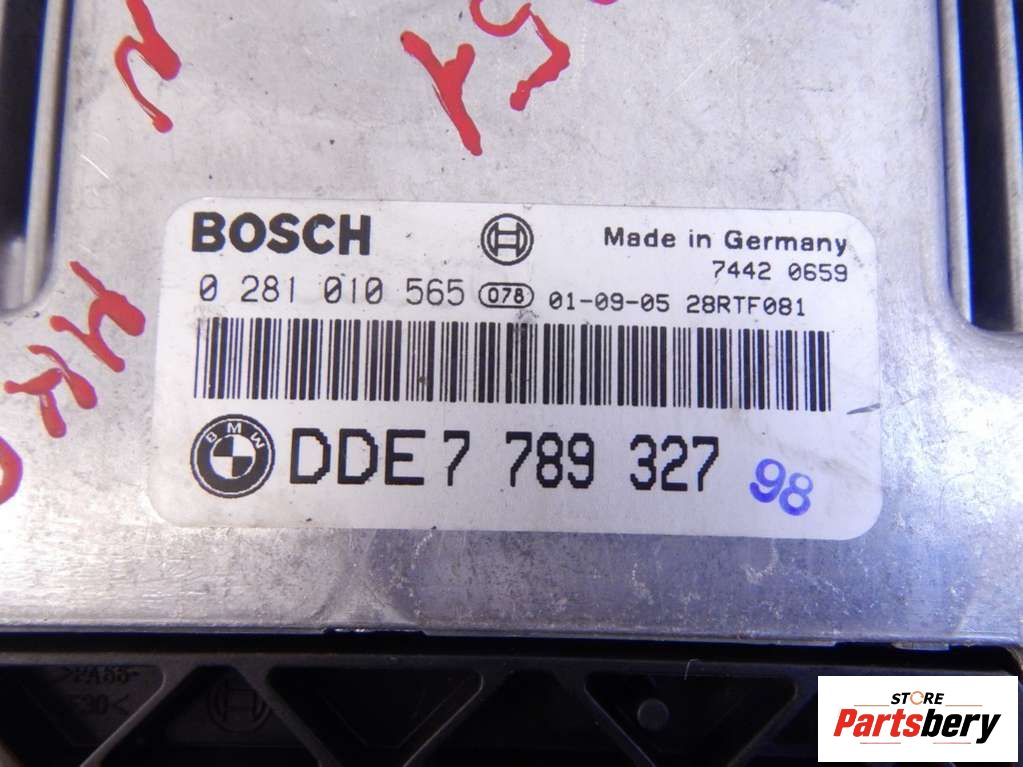 BOSCH
Made in Germany
7442 0659
0 281 010 565 078 01-09-05 28RTF081
BMW
DDE 7 789 327 98
STORE
Partsbery